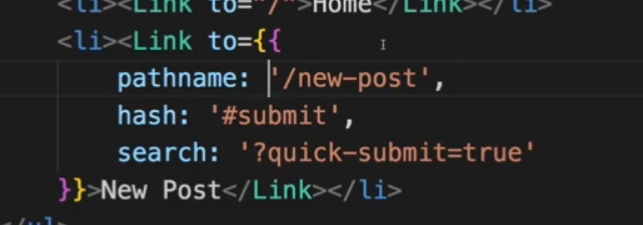 <li><Link to="/">Home</Link></li>
<li><Link to={{
pathname: '/new-post',
hash: '#submit',
search: '?quick-submit=true'
}}>New Post</Link></li>
</ul>